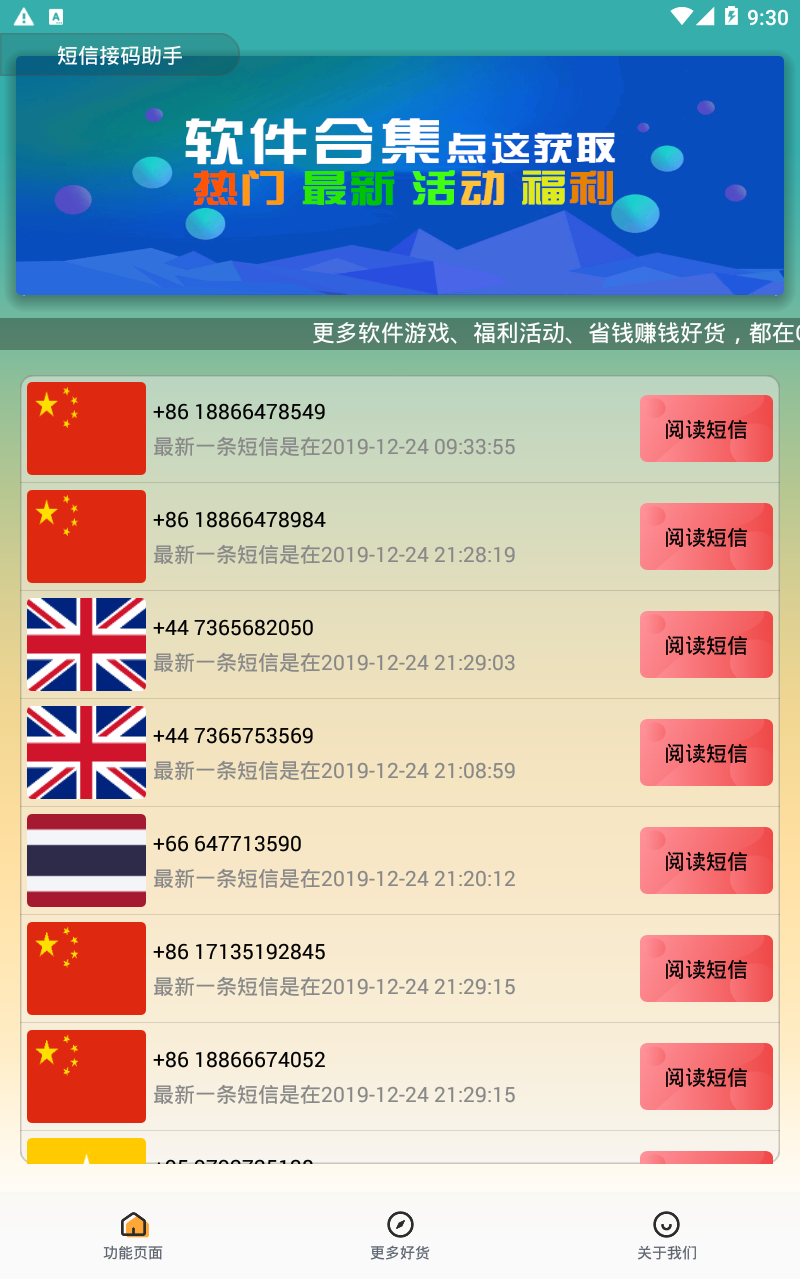 9:30
短信接码助手
软件合集点这获取
热门 最新 活动 福利
更多软件游戏、福利活动、省钱赚钱好货，都在
+86 18866478549
最新一条短信是在2019-12-24 09:33:55
阅读短信
+86 18866478984
最新一条短信是在2019-12-24 21:28:19
阅读短信
+44 7365682050
最新一条短信是在2019-12-24 21:29:03
阅读短信
+44 7365753569
最新一条短信是在2019-12-24 21:08:59
阅读短信
+66 647713590
最新一条短信是在2019-12-24 21:20:12
阅读短信
+86 17135192845
最新一条短信是在2019-12-24 21:29:15
阅读短信
+86 18866674052
最新一条短信是在2019-12-24 21:29:15
阅读短信
功能页面
更多好货
关于我们